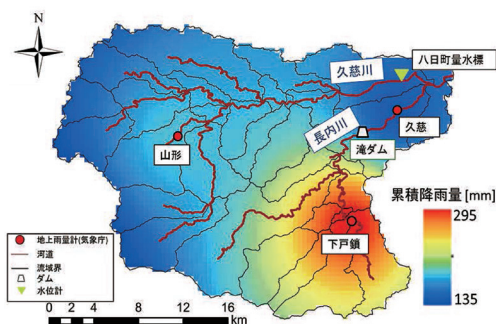 N
八日町量水標
久慈川
久慈
長内川
滝ダム
山形
下戸鎖
累積降雨量 [mm]
295
135
地上雨量計(気象庁)
河道
流域界
ダム
水位計
0 2 4 8 12 16
km